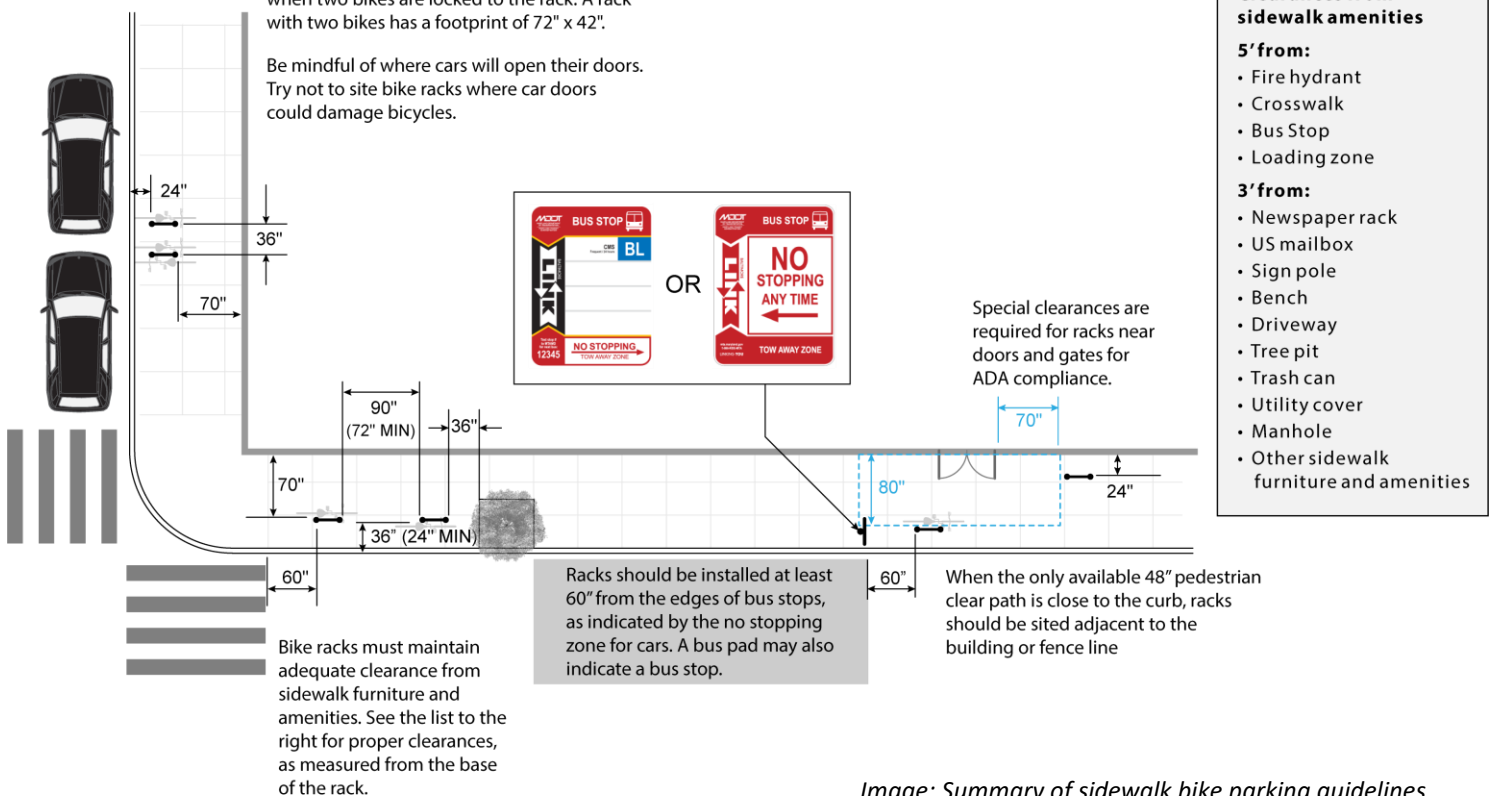 when two bikes are locked to the rack. A rack
with two bikes has a footprint of 72" x 42".
Be mindful of where cars will open their doors.
Try not to site bike racks where car doors
could damage bicycles.
24"
36"
70"
BUS STOP
BL
LINK
12345
NO STOPPING
TOW AWAY ZONE
OR
BUS STOP
LINK
NO
STOPPING
ANY TIME
TOW AWAY ZONE
Special clearances are
required for racks near
doors and gates for
ADA compliance.
70"
90"
(72" MIN)
36"
70"
36" (24" MIN)
80"
24"
60"
60"
Bike racks must maintain
adequate clearance from
sidewalk furniture and
amenities. See the list to the
right for proper clearances,
as measured from the base
of the rack.
Racks should be installed at least
60" from the edges of bus stops,
as indicated by the no stopping
zone for cars. A bus pad may also
indicate a bus stop.
When the only available 48" pedestrian
clear path is close to the curb, racks
should be sited adjacent to the
building or fence line
sidewalk amenities
5' from:
• Fire hydrant
• Crosswalk
• Bus Stop
• Loading zone
3' from:
• Newspaper rack
• US mailbox
• Sign pole
• Bench
• Driveway
• Tree pit
• Trash can
• Utility cover
• Manhole
• Other sidewalk
furniture and amenities
Image: Summary of sidewalk bike parking guidelines